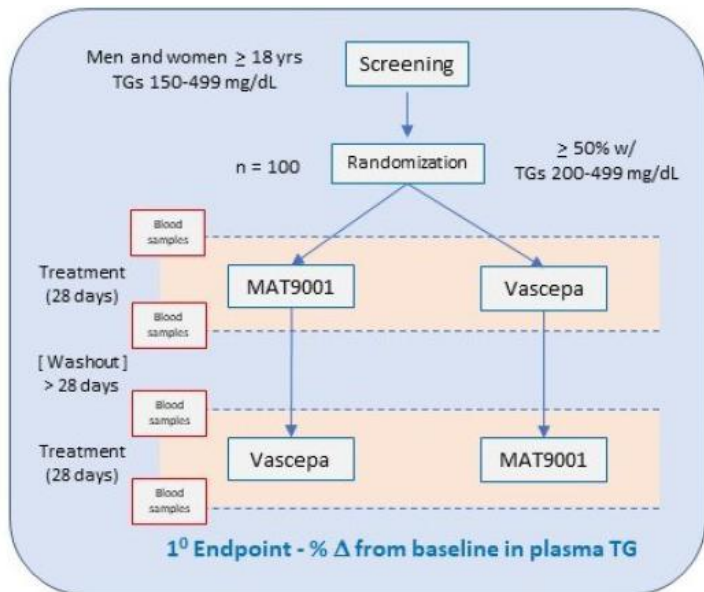 Men and women ≥ 18 yrs
TGs 150-499 mg/dL
Screening
n = 100
Randomization
≥ 50% w/
TGs 200-499 mg/dL
Blood
samples
Treatment
(28 days)
MAT9001
Vascepa
Blood
samples
[ Washout ]
> 28 days
Blood
samples
Treatment
(28 days)
Vascepa
MAT9001
Blood
samples
1⁰ Endpoint - % Δ from baseline in plasma TG